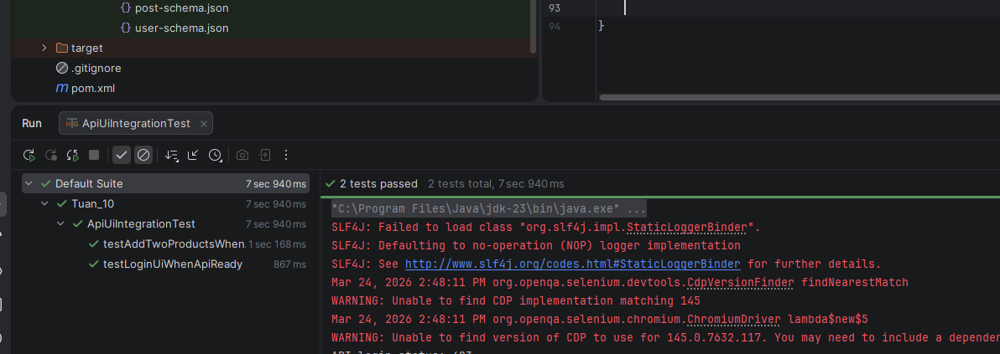 post-schema.json
user-schema.json
target
.gitignore
pom.xml
93
94 }
Run ApiUiIntegrationTest
Default Suite 7 sec 940 ms
Tuan_10 7 sec 940 ms
ApiUiIntegrationTest 7 sec 940 ms
testAddTwoProductsWhen. 1 sec 168 ms
testLoginUiWhenApiReady 867 ms
2 tests passed 2 tests total, 7 sec 940 ms
"C:\Program Files\Java\jdk-23\bin\java.exe" ...
SLF4J: Failed to load class "org.slf4j.impl.StaticLoggerBinder".
SLF4J: Defaulting to no-operation (NOP) logger implementation
SLF4J: See http://www.slf4j.org/codes.html#StaticLoggerBinder for further details.
Mar 24, 2026 2:48:11 PM org.openqa.selenium.devtools.CdpVersionFinder findNearestMatch
WARNING: Unable to find CDP implementation matching 145
Mar 24, 2026 2:48:11 PM org.openqa.selenium.chromium.ChromiumDriver lambda$new$5
WARNING: Unable to find version of CDP to use for 145.0.7632.117. You may need to include a depende